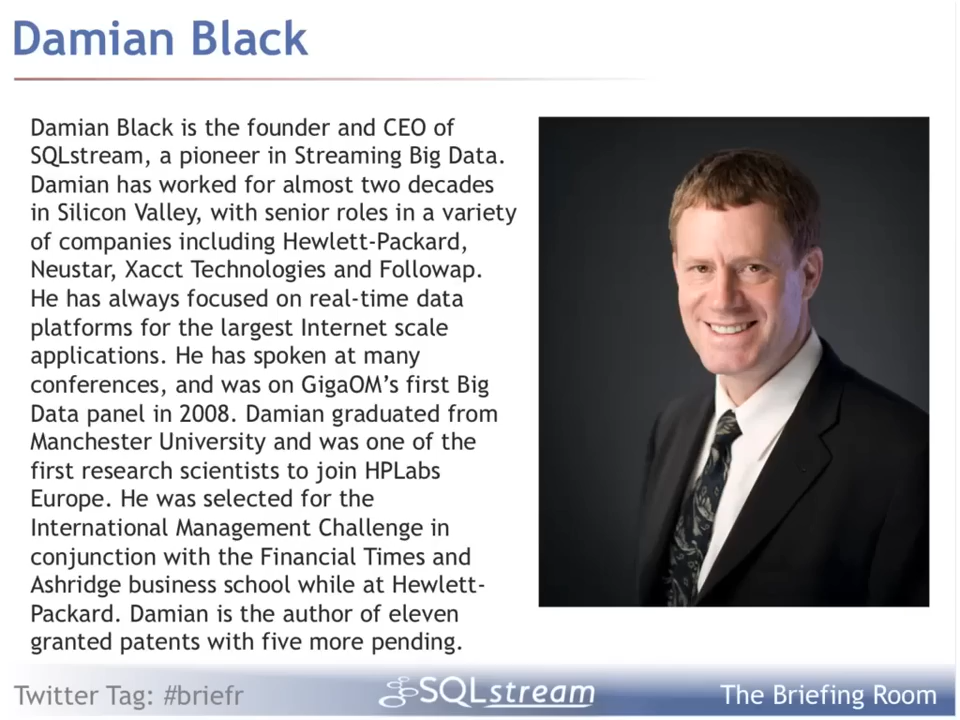 Damian Black
Damian Black is the founder and CEO of
SQLstream, a pioneer in Streaming Big Data.
Damian has worked for almost two decades
in Silicon Valley, with senior roles in a variety
of companies including Hewlett-Packard,
Neustar, Xacct Technologies and Followap.
He has always focused on real-time data
platforms for the largest Internet scale
applications. He has spoken at many
conferences, and was on GigaOM’s first Big
Data panel in 2008. Damian graduated from
Manchester University and was one of the
first research scientists to join HPLabs
Europe. He was selected for the
International Management Challenge in
conjunction with the Financial Times and
Ashridge business school while at Hewlett-
Packard. Damian is the author of eleven
granted patents with five more pending.
Twitter Tag: #briefr
SQLstream
The Briefing Room